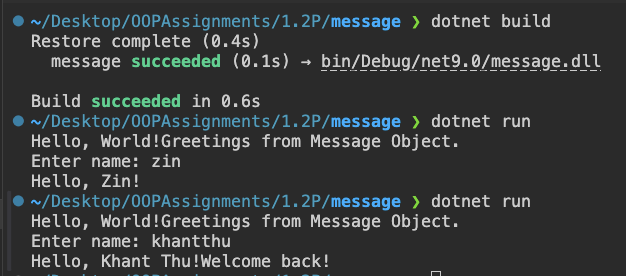 ~/Desktop/OOPAssignments/1.2P/message ❯ dotnet build
Restore complete (0.4s)
message succeeded (0.1s) → bin/Debug/net9.0/message.dll
Build succeeded in 0.6s
~/Desktop/OOPAssignments/1.2P/message ❯ dotnet run
Hello, World!Greetings from Message Object.
Enter name: zin
Hello, Zin!
~/Desktop/OOPAssignments/1.2P/message ❯ dotnet run
Hello, World!Greetings from Message Object.
Enter name: khantthu
Hello, Khant Thu!Welcome back!